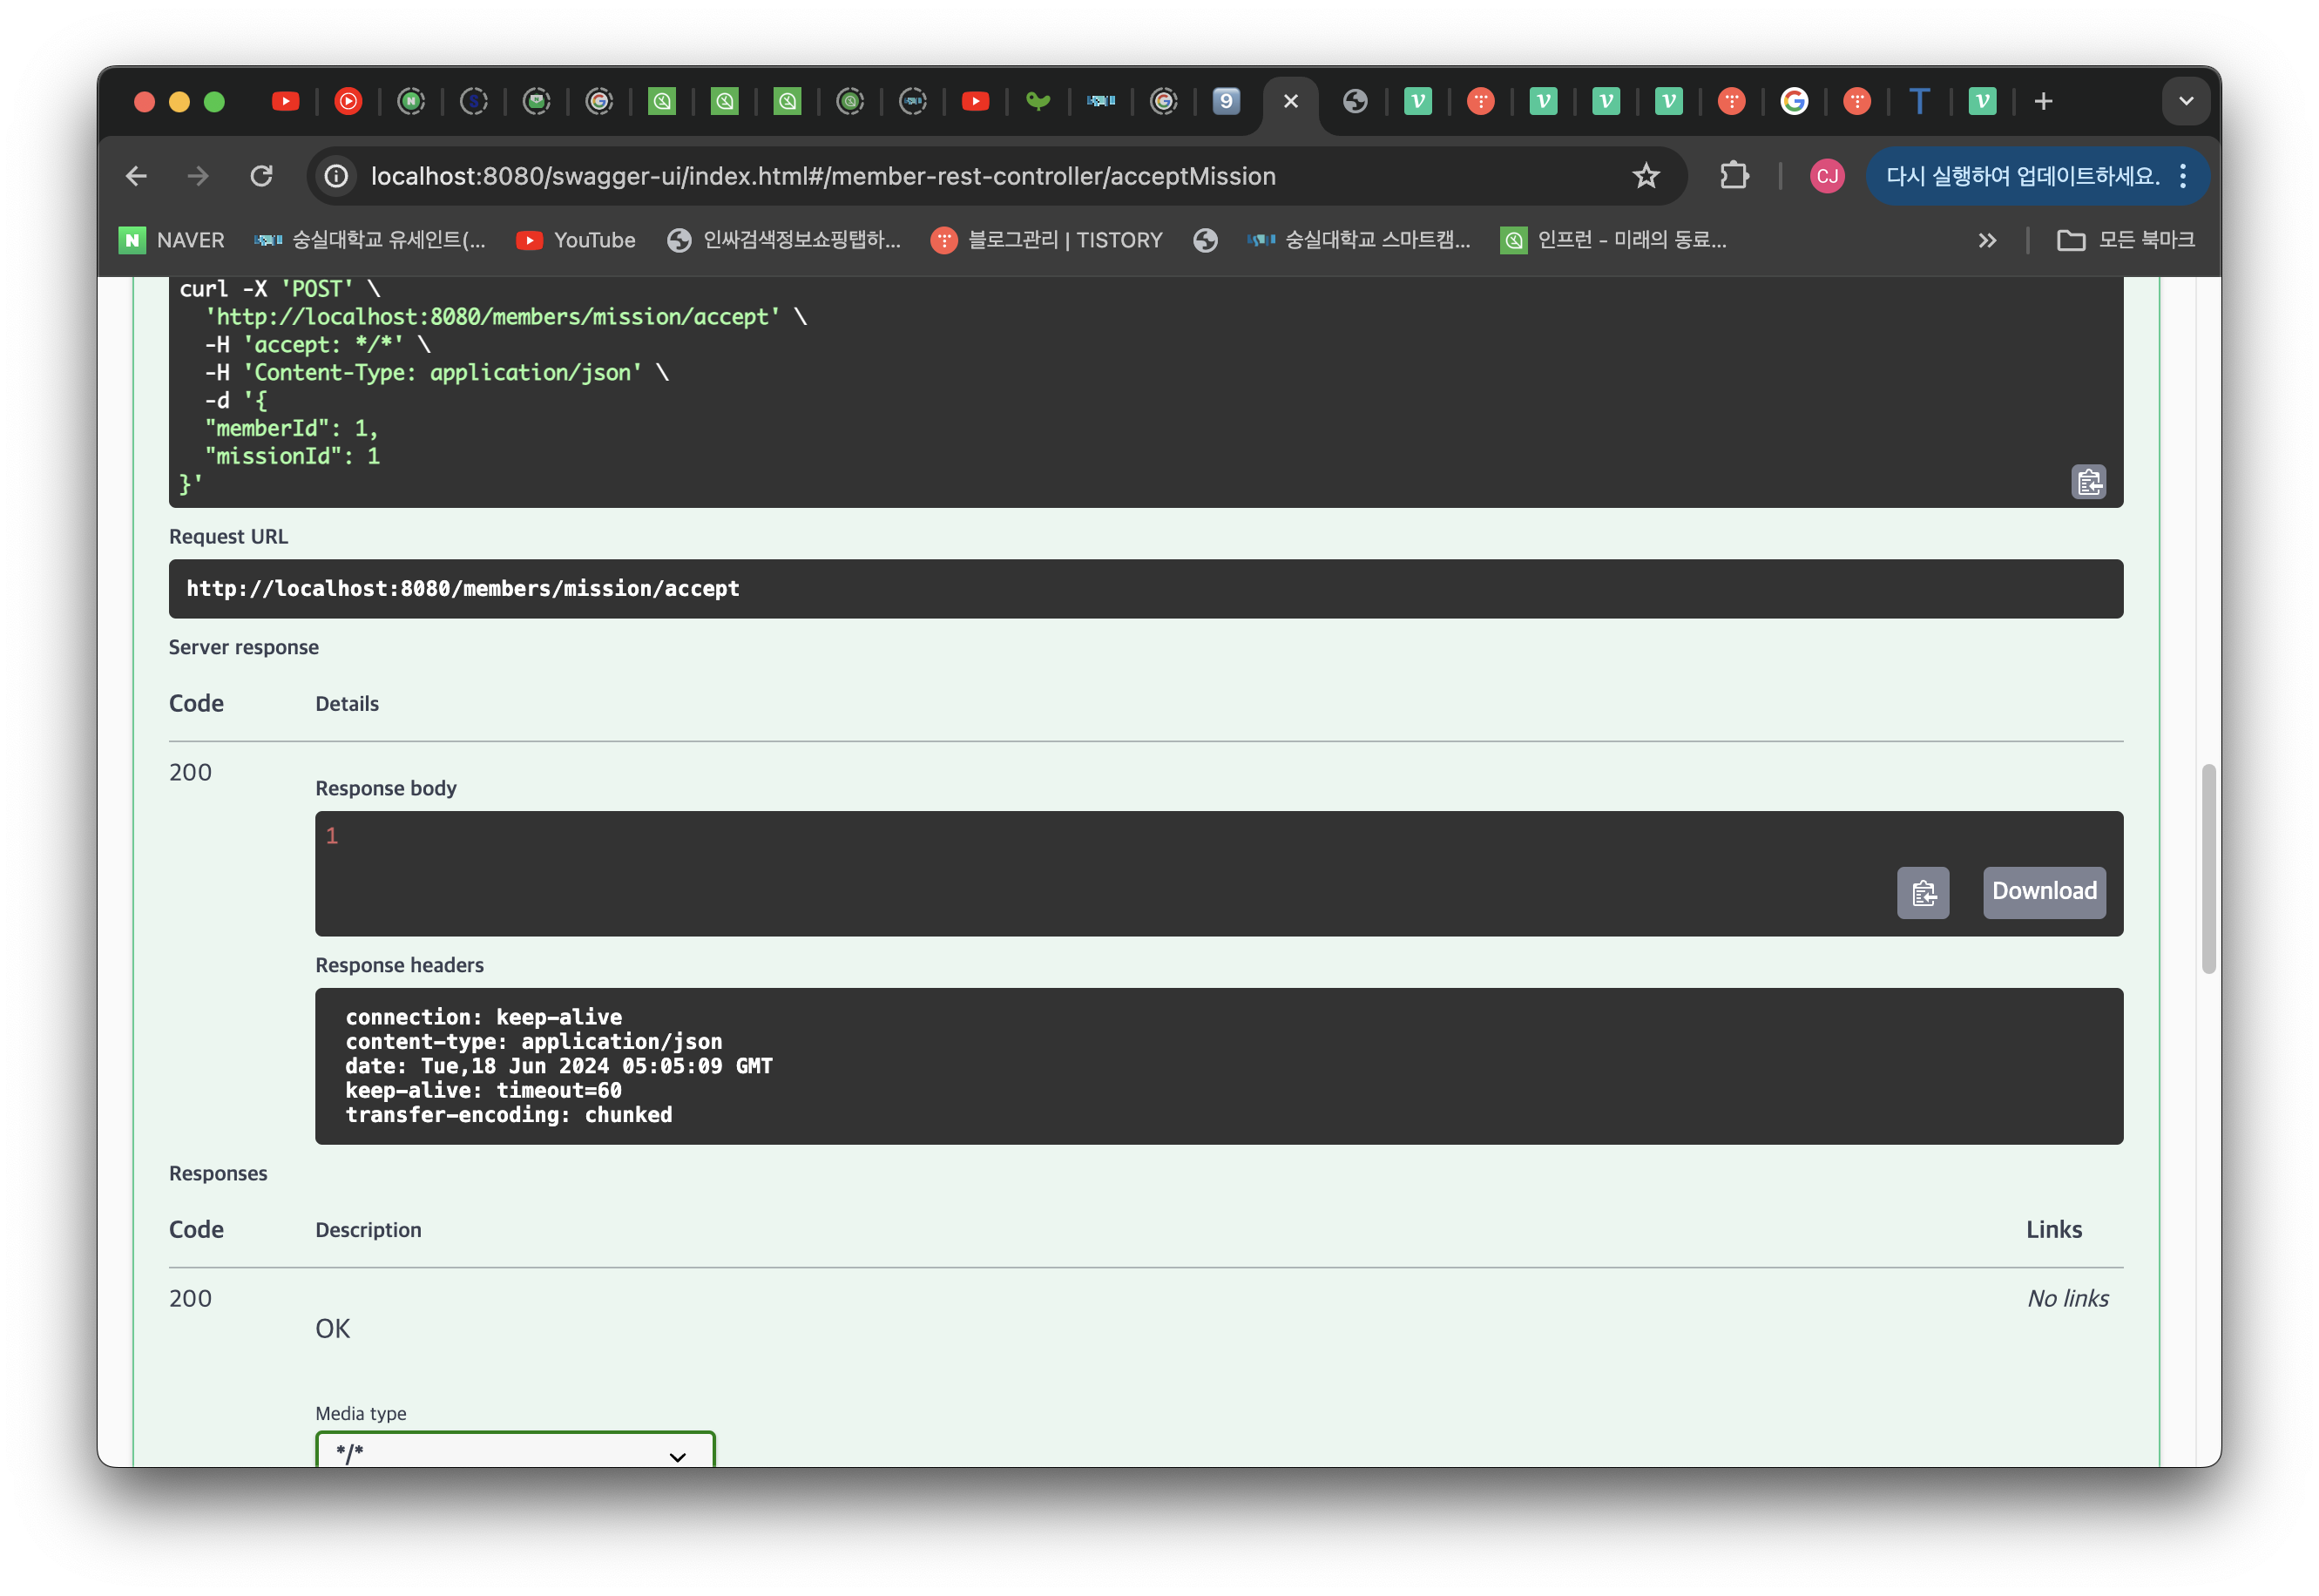 9
v
v
v
v
T
v
localhost:8080/swagger-ui/index.html#/member-rest-controller/acceptMission
CJ
다시 실행하여 업데이트하세요.
N NAVER
숭실대학교 유세인트(...
YouTube
인싸검색정보쇼핑탭하...
블로그관리 | TISTORY
숭실대학교 스마트캠...
인프런 - 미래의 동료...
모든 북마크
curl -X 'POST' \
'http://localhost:8080/members/mission/accept' \
-H 'accept: */*' \
-H 'Content-Type: application/json' \
-d '{
"memberId": 1,
"missionId": 1
}'
Request URL
http://localhost:8080/members/mission/accept
Server response
Code Details
200
Response body
1
Download
Response headers
connection: keep-alive
content-type: application/json
date: Tue,18 Jun 2024 05:05:09 GMT
keep-alive: timeout=60
transfer-encoding: chunked
Responses
Code Description Links
200 No links
OK
Media type
*/*